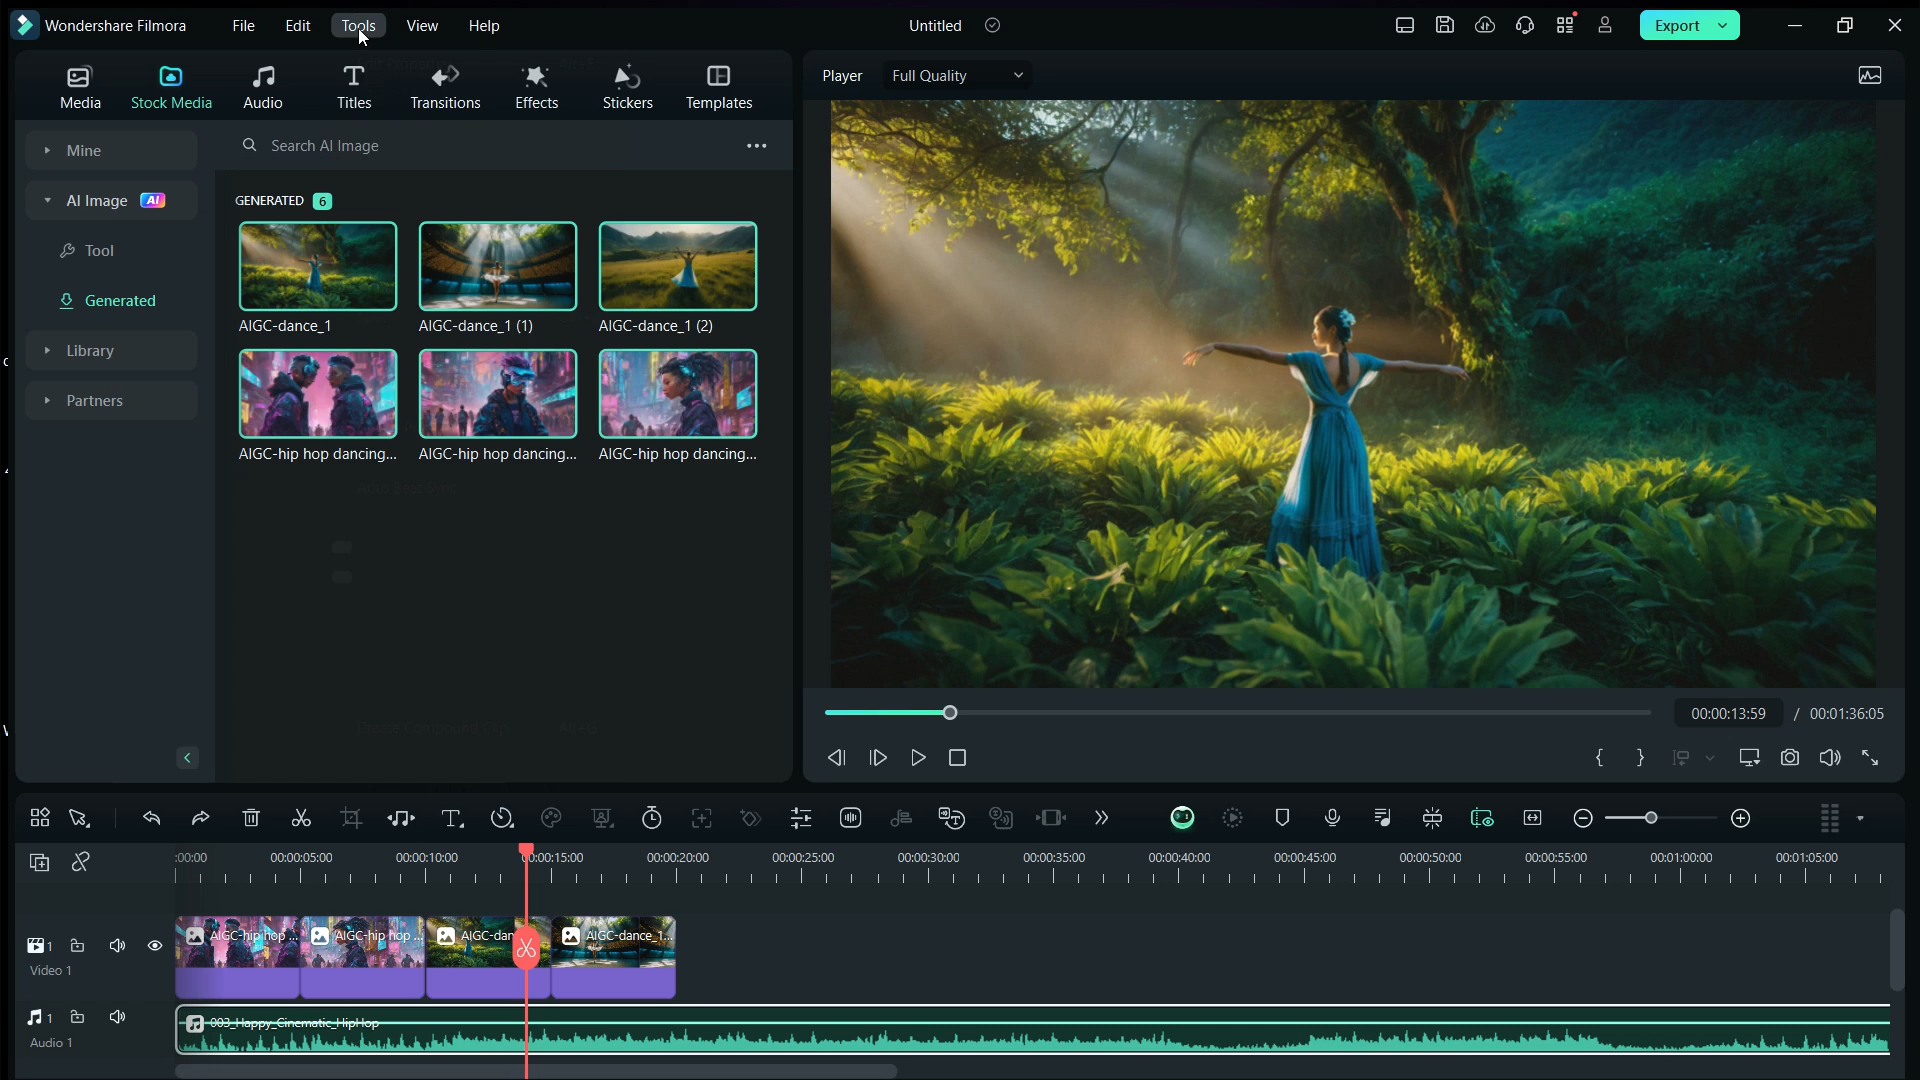 Wondershare Filmora
File
Edit
Tools
View
Help
Untitled
Export
Media
Stock Media
Audio
Titles
Transitions
Effects
Stickers
Templates
Player
Full Quality
Mine
AI Image AI
Tool
Generated
Library
Partners
Search AI Image
GENERATED 6
AIGC-dance_1
AIGC-dance_1 (1)
AIGC-dance_1 (2)
AIGC-hip hop dancing...
AIGC-hip hop dancing...
AIGC-hip hop dancing...
00:00:13:59 / 00:01:36:05
:00:00
00:00:05:00
00:00:10:00
00:00:15:00
00:00:20:00
00:00:25:00
00:00:30:00
00:00:35:00
00:00:40:00
00:00:45:00
00:00:50:00
00:00:55:00
00:01:00:00
00:01:05:00
1
Video 1
AIGC-hip hop ...
AIGC-hip hop ...
AIGC-dan
AIGC-dance_1...
1
Audio 1
003_Happy_Cinematic_HipHop